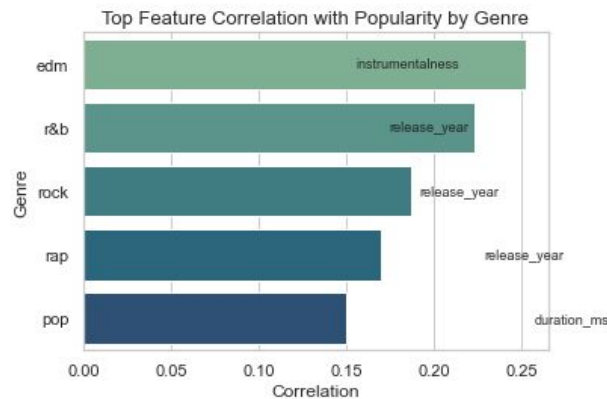 Top Feature Correlation with Popularity by Genre
Genre
edm
instrumentalness
r&b
release_year
rock
release_year
rap
release_year
pop
duration_ms
0.00 0.05 0.10 0.15 0.20 0.25
Correlation